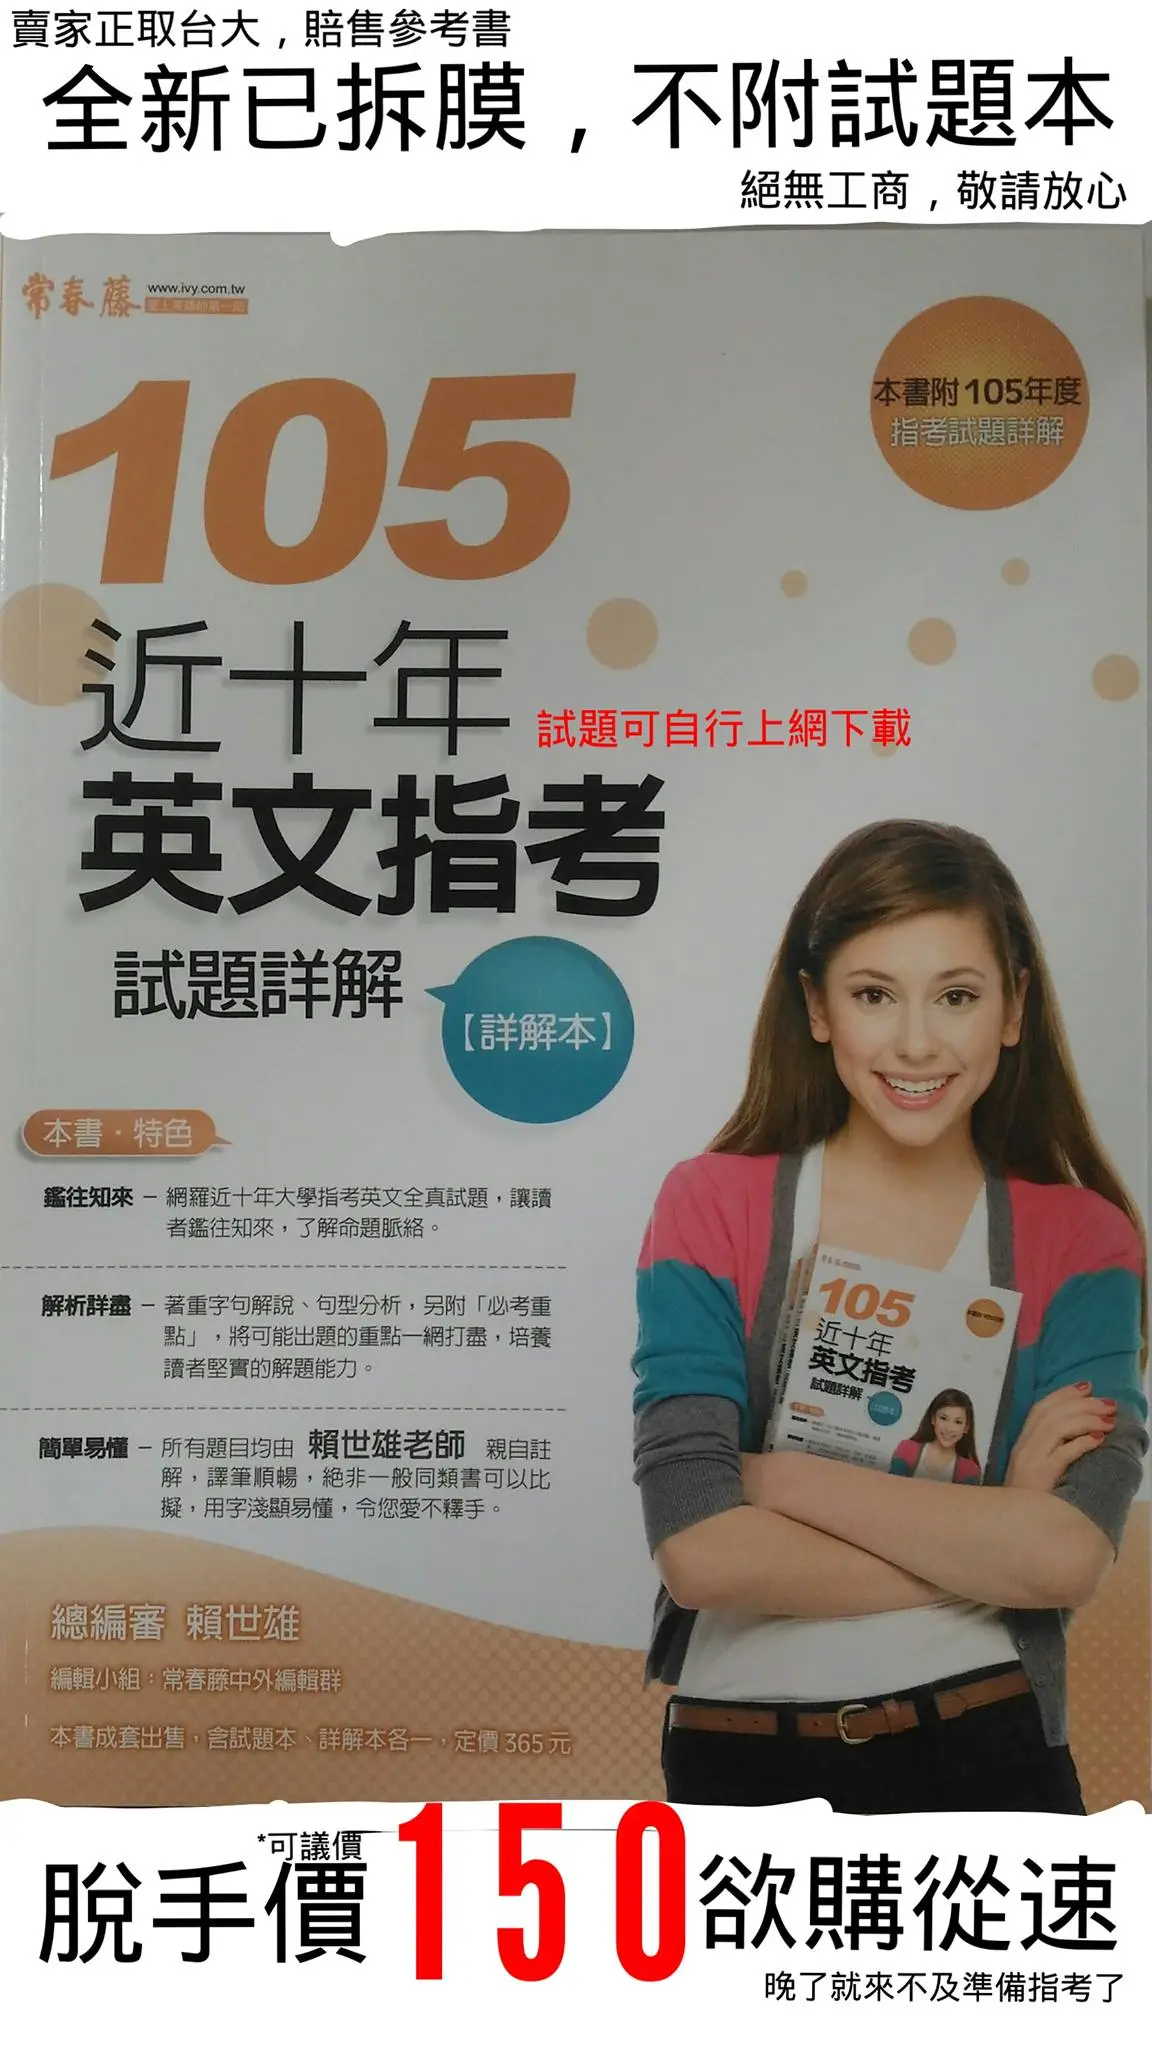 賣家正取台大，賠售參考書
全新已拆膜，不附試題本
絕無工商，敬請放心
常春藤 www.ivy.com.tw
本書附105年度
指考試題詳解
105
近十年
試題可自行上網下載
英文指考
試題詳解
【詳解本】
本書·特色
鑑往知來 － 網羅近十年大學指考英文全真試題，讓讀
者鑑往知來，了解命題脈絡。
解析詳盡 － 著重字句解說、句型分析，另附「必考重
點」，將可能出題的重點一網打盡，培養
讀者堅實的解題能力。
簡單易懂 － 所有題目均由 賴世雄老師 親自註
解，譯筆順暢，絕非一般同類書可以比
擬，用字淺顯易懂，令您愛不釋手。
105
近十年
英文指考
試題詳解
總編審 賴世雄
編輯小組：常春藤中外編輯群
本書成套出售，含試題本、詳解本各一，定價365元
*可議價
脫手價150欲購從速
晚了就來不及準備指考了